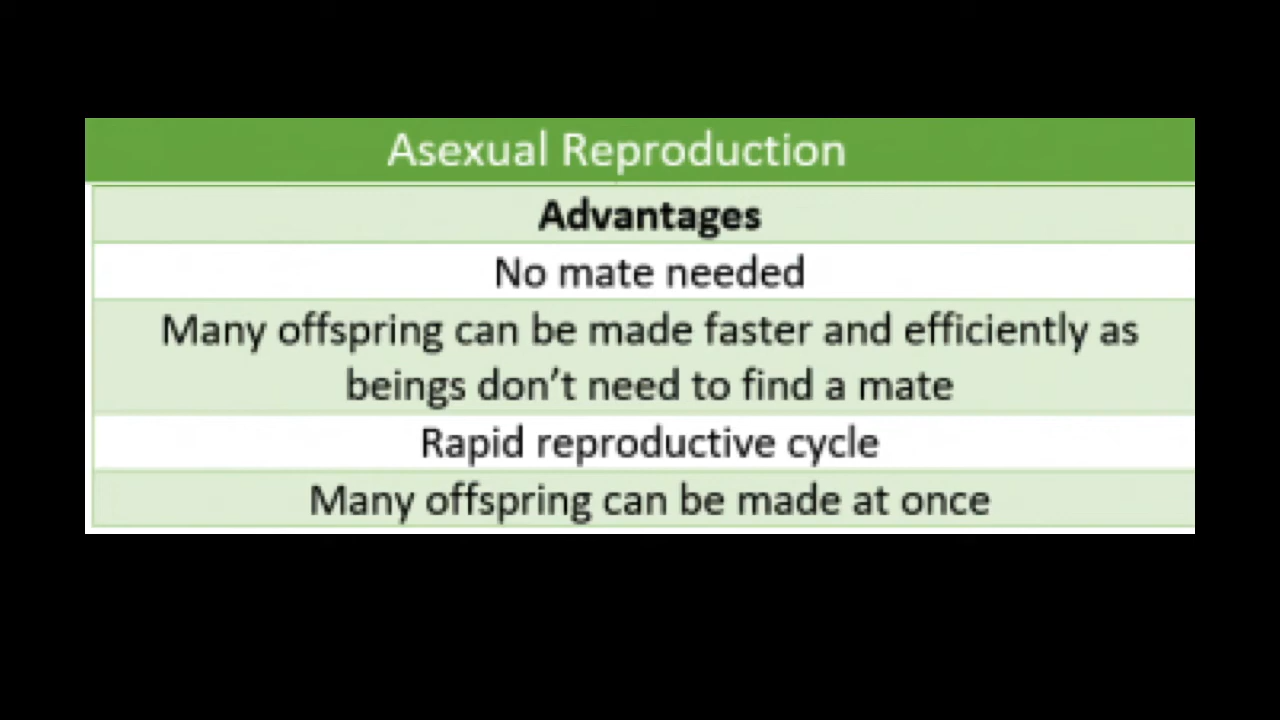 Asexual Reproduction
Advantages
No mate needed
Many offspring can be made faster and efficiently as
beings don’t need to find a mate
Rapid reproductive cycle
Many offspring can be made at once